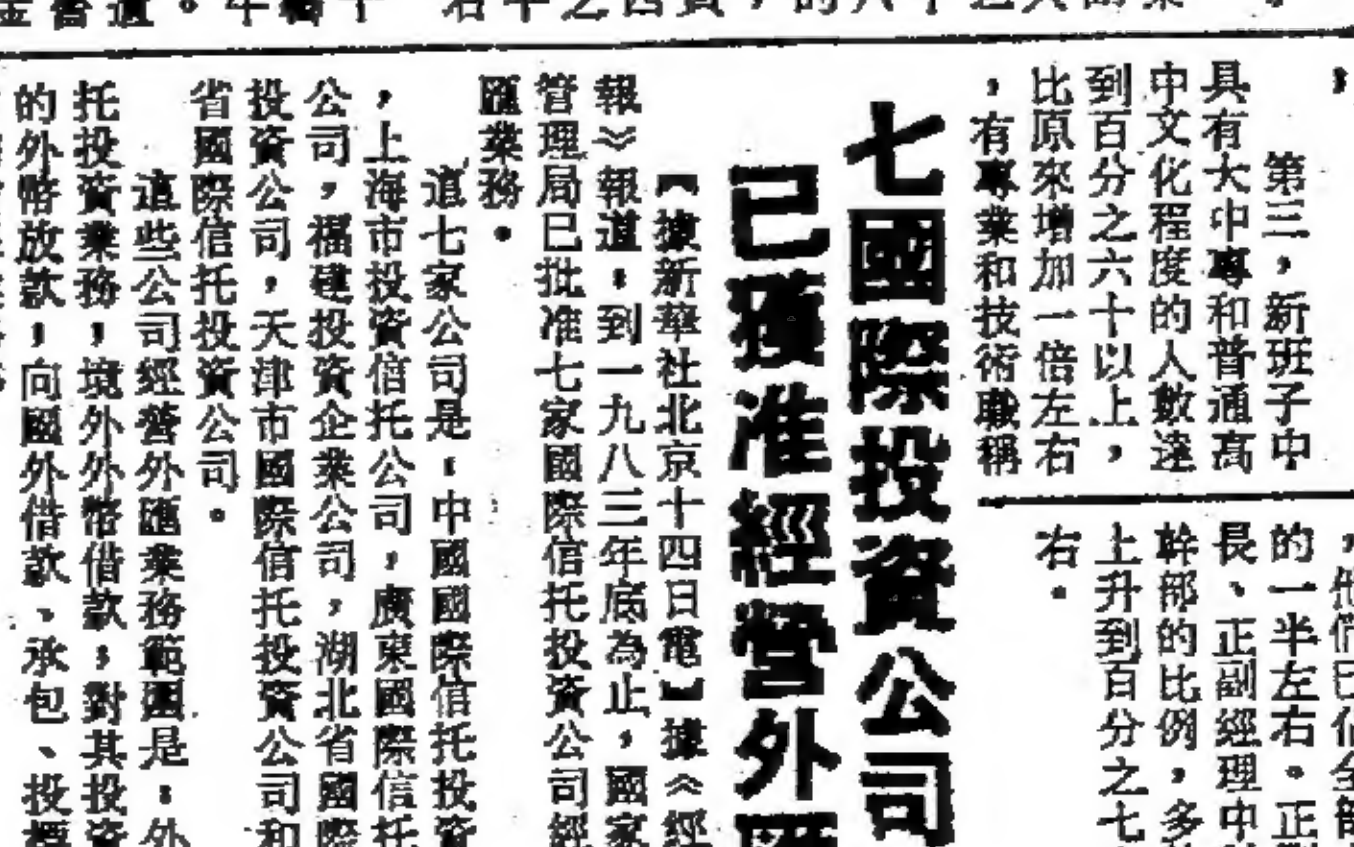 第三，新班子中
具有大中專和普通高
中文化程度的人數達
到百分之六十以上，
比原來增加一倍左右
，有專業和技術職稱
的一半左右。正
長、正副經理中
幹部的比例，多
上升到百分之七
右。
七國際投資公司
已獲准經營外匯
【據新華社北京十四日電】據《經
報》報道，到一九八三年底為止，國家
管理局已批准七家國際信托投資公司經
匯業務。
這七家公司是：中國國際信托投資
，上海市投資信托公司，廣東國際信托
公司，福建投資企業公司，湖北省國際
投資公司，天津市國際信托投資公司和
省國際信托投資公司。
這些公司經營外匯業務範圍是：外
托投資業務，境外外幣借款，對其投資
的外幣放款，向國外借款、承包、投標